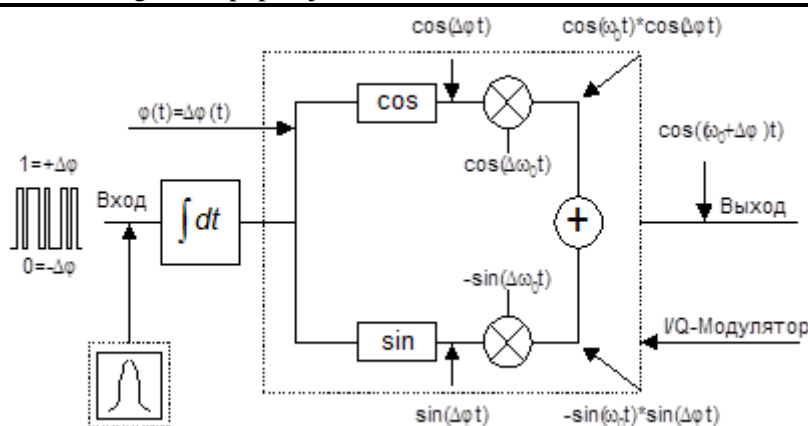 cos(Δφt)
cos(ω₀t)*cos(Δφt)
cos
φ(t)=Δφ(t)
cos((ω₀+Δφ)t)
1=+Δφ
cos(Δω₀t)
Вход
∫dt
+
Выход
0=-Δφ
-sin(Δω₀t)
I/Q-Модулятор
sin
sin(Δφt)
-sin(ω₀t)*sin(Δφt)